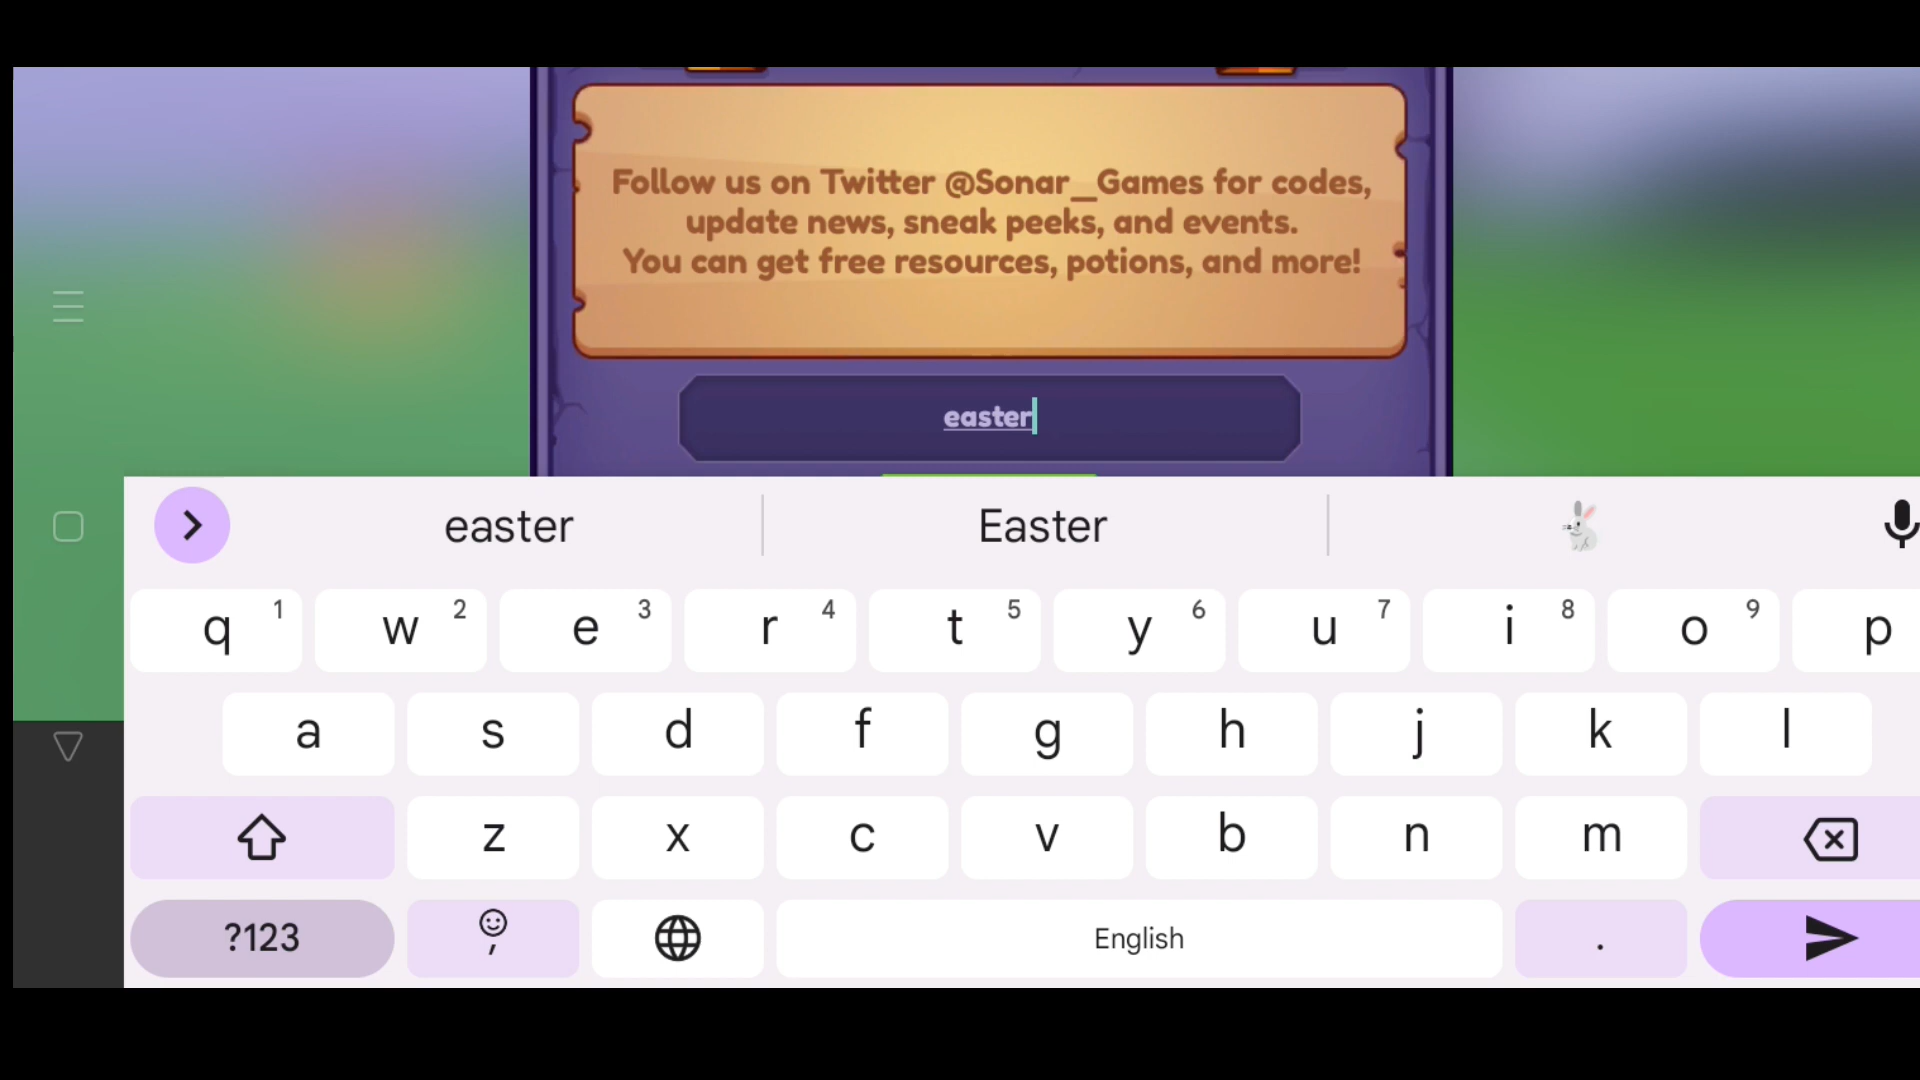 Follow us on Twitter @Sonar_Games for codes,
update news, sneak peeks, and events.
You can get free resources, potions, and more!
easter
easter Easter
q 1 w 2 e 3 r 4 t 5 y 6 u 7 i 8 o 9 p
a s d f g h j k l
z x c v b n m
?123 , English .